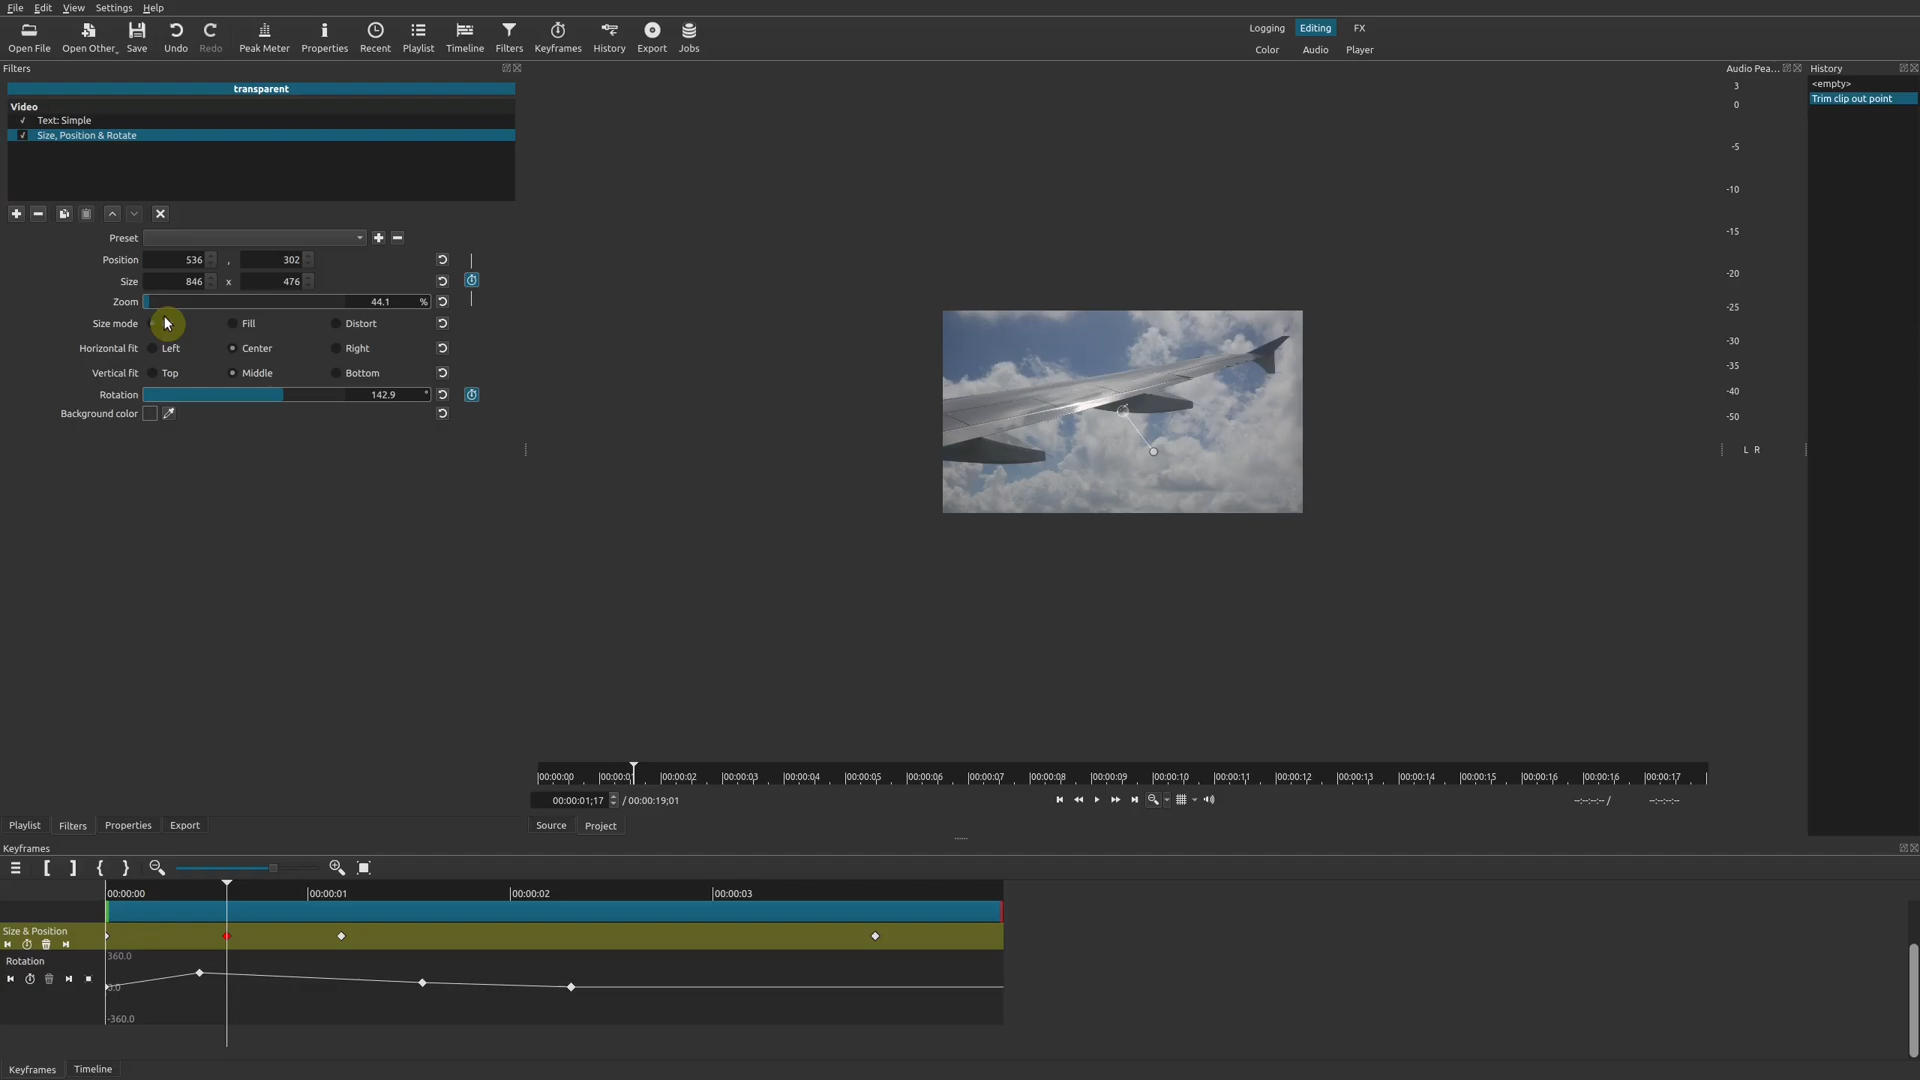 File Edit View Settings Help
Open File Open Other Save Undo Redo Peak Meter Properties Recent Playlist Timeline Filters Keyframes History Export Jobs
Logging Editing FX
Color Audio Player
Filters
transparent
Video
Text: Simple
Size, Position & Rotate
Preset
Position 536 , 302
Size 846 x 476
Zoom 44.1 %
Size mode Fill Distort
Horizontal fit Left Center Right
Vertical fit Top Middle Bottom
Rotation 142.9 °
Background color
Audio Pea...
3
0
-5
-10
-15
-20
-25
-30
-35
-40
-50
L R
History
<empty>
Trim clip out point
00:00:00 00:00:01 00:00:02 00:00:03 00:00:04 00:00:05 00:00:06 00:00:07 00:00:08 00:00:09 00:00:10 00:00:11 00:00:12 00:00:13 00:00:14 00:00:15 00:00:16 00:00:16 00:00:17
00:00:01;17 / 00:00:19;01 --:--:--:-- / --:--:--:--
Playlist Filters Properties Export
Source Project
Keyframes
00:00:00 00:00:01 00:00:02 00:00:03
Size & Position
Rotation
360.0
0.0
-360.0
Keyframes Timeline